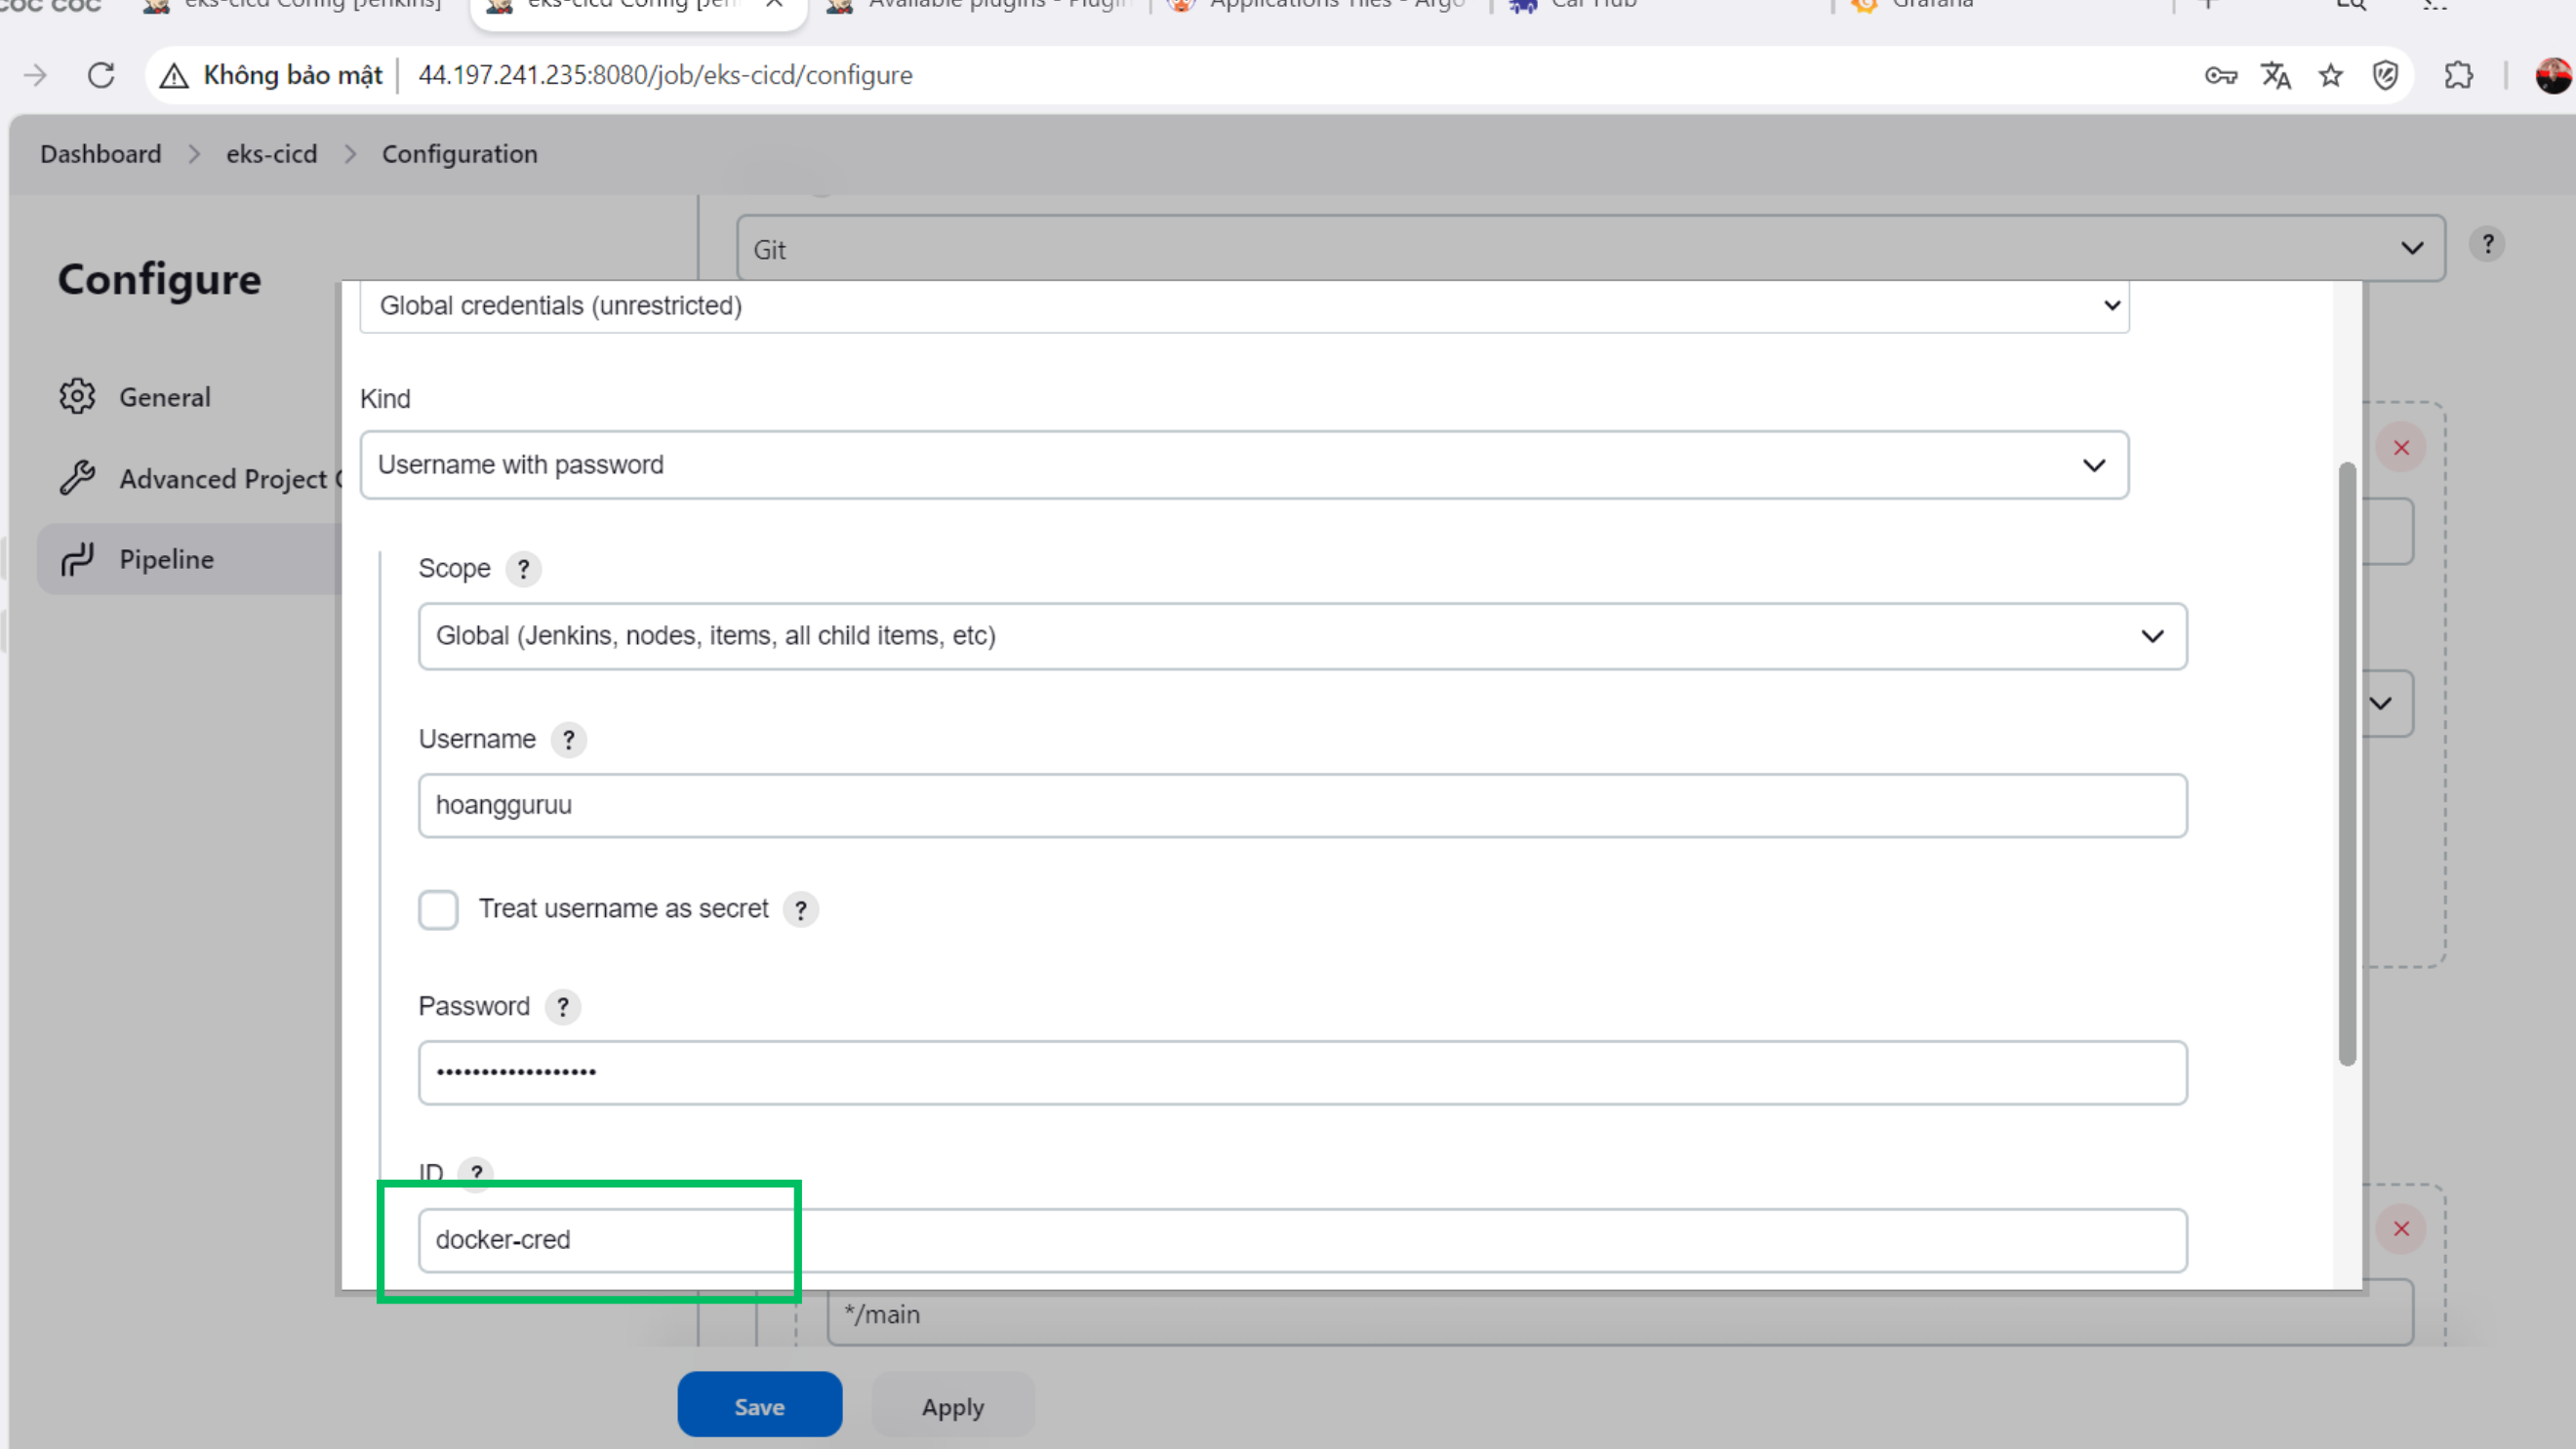 eks-cicd Config [Jenkins]
eks-cicd Config [Jen
Available plugins - Plugin
Applications Tiles - Argo
Car Hub
Grafana
Không bảo mật
44.197.241.235:8080/job/eks-cicd/configure
Dashboard
eks-cicd
Configuration
Configure
General
Advanced Project
Pipeline
Git
?
Global credentials (unrestricted)
Kind
Username with password
Scope ?
Global (Jenkins, nodes, items, all child items, etc)
Username ?
hoangguruu
Treat username as secret ?
Password ?
••••••••••••••••••
ID ?
docker-cred
*/main
Save
Apply